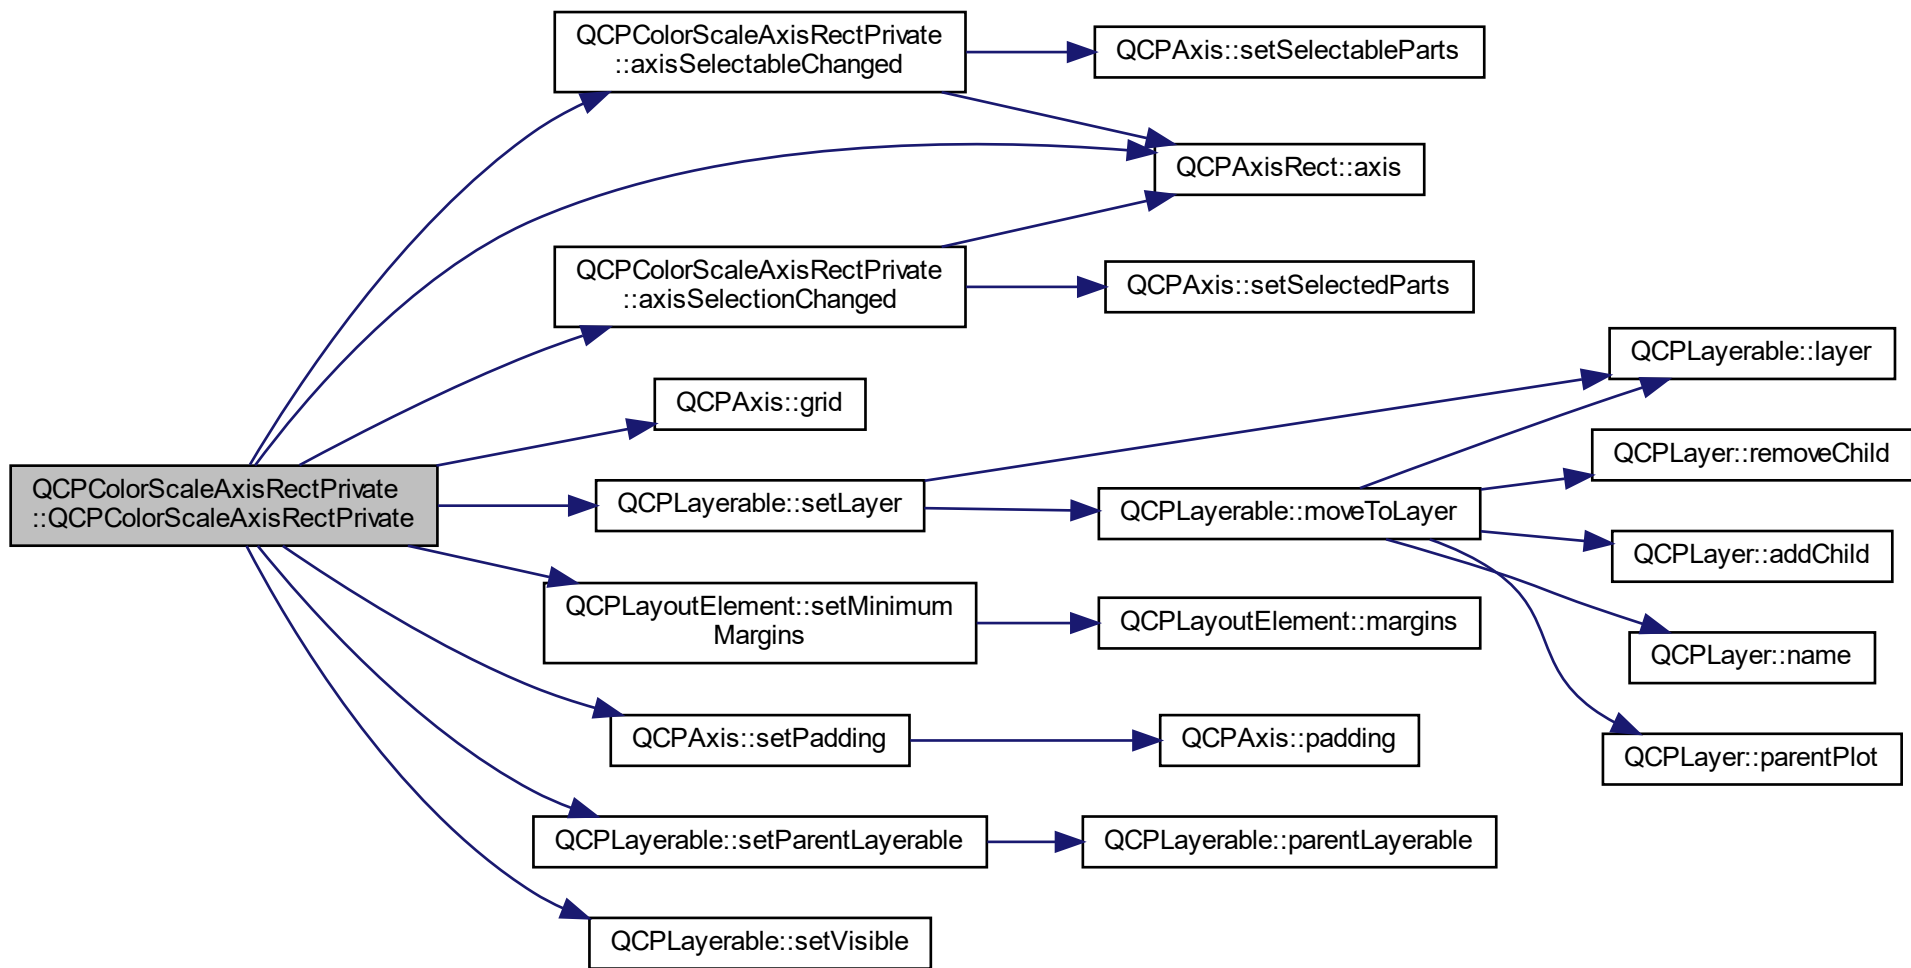 QCPColorScaleAxisRectPrivate
::QCPColorScaleAxisRectPrivate
QCPColorScaleAxisRectPrivate
::axisSelectableChanged
QCPColorScaleAxisRectPrivate
::axisSelectionChanged
QCPAxis::grid
QCPLayerable::setLayer
QCPLayoutElement::setMinimum
Margins
QCPAxis::setPadding
QCPLayerable::setParentLayerable
QCPLayerable::setVisible
QCPAxis::setSelectableParts
QCPAxisRect::axis
QCPAxis::setSelectedParts
QCPLayerable::moveToLayer
QCPLayoutElement::margins
QCPAxis::padding
QCPLayerable::parentLayerable
QCPLayerable::layer
QCPLayer::removeChild
QCPLayer::addChild
QCPLayer::name
QCPLayer::parentPlot